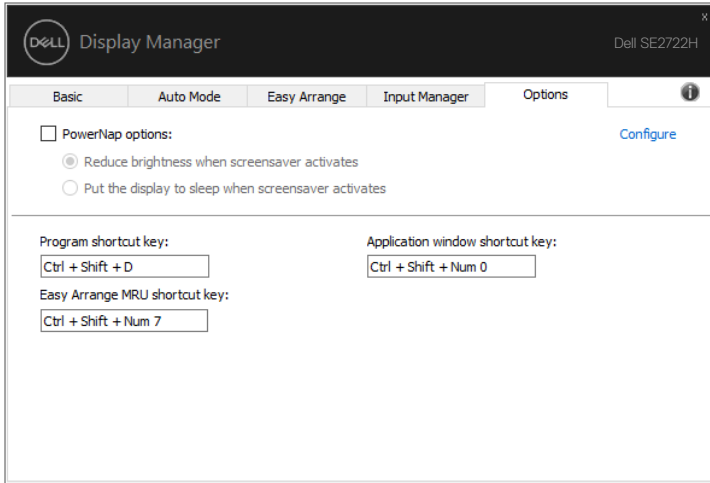 x
DELL Display Manager Dell SE2722H
Basic Auto Mode Easy Arrange Input Manager Options
PowerNap options: Configure
Reduce brightness when screensaver activates
Put the display to sleep when screensaver activates
Program shortcut key: Application window shortcut key:
Ctrl + Shift + D Ctrl + Shift + Num 0
Easy Arrange MRU shortcut key:
Ctrl + Shift + Num 7